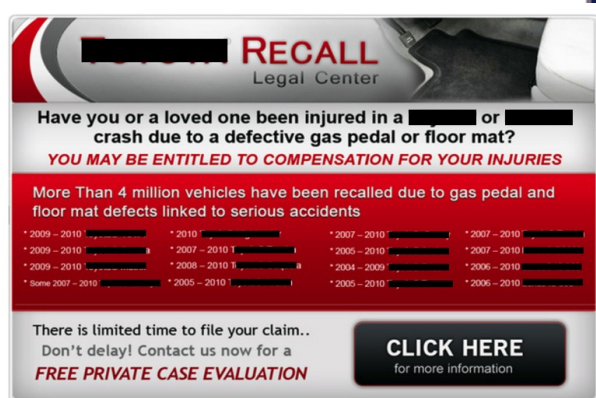 RECALL
Legal Center
Have you or a loved one been injured in a or
crash due to a defective gas pedal or floor mat?
YOU MAY BE ENTITLED TO COMPENSATION FOR YOUR INJURIES
More Than 4 million vehicles have been recalled due to gas pedal and
floor mat defects linked to serious accidents
* 2009 – 2010
* 2010
* 2007 – 2010
* 2007 – 2010
* 2009 – 2010
* 2007 – 2010
* 2005 – 2010
* 2007 – 2010
* 2009 – 2010
* 2008 – 2010
* 2004 – 2009
* 2006 – 2010
* Some 2007 – 2010
* 2005 – 2010
* 2005 – 2010
* 2006 – 2010
There is limited time to file your claim..
Don't delay! Contact us now for a
FREE PRIVATE CASE EVALUATION
CLICK HERE
for more information